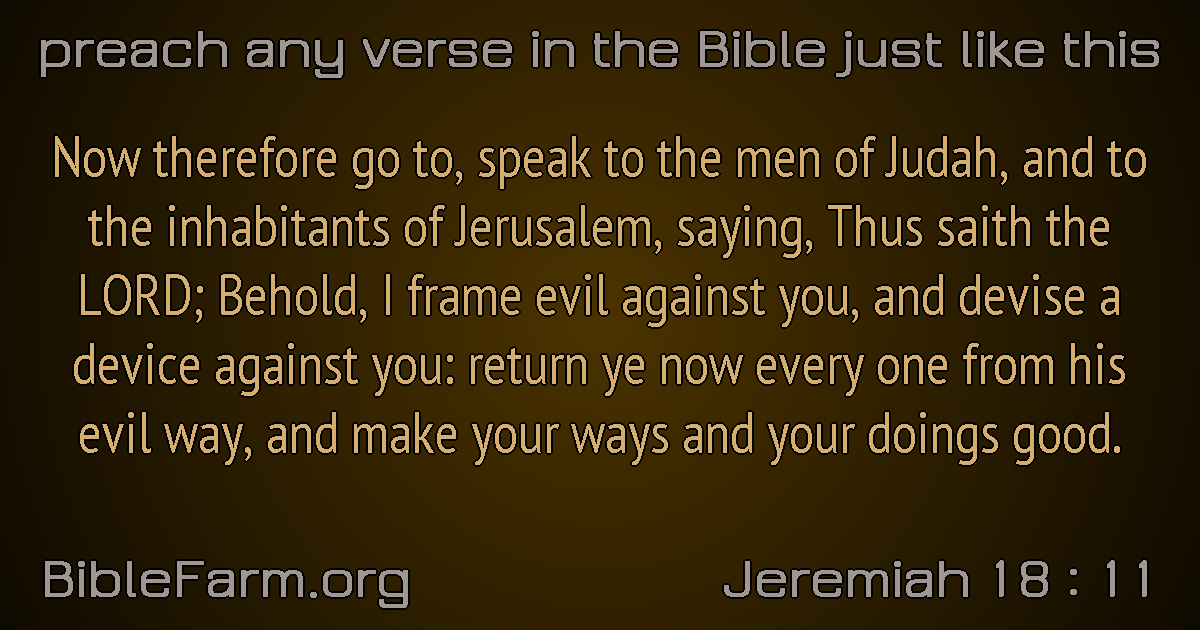 preach any verse in the Bible just like this
Now therefore go to, speak to the men of Judah, and to
the inhabitants of Jerusalem, saying, Thus saith the
LORD; Behold, I frame evil against you, and devise a
device against you: return ye now every one from his
evil way, and make your ways and your doings good.
BibleFarm.org
Jeremiah 18 : 11